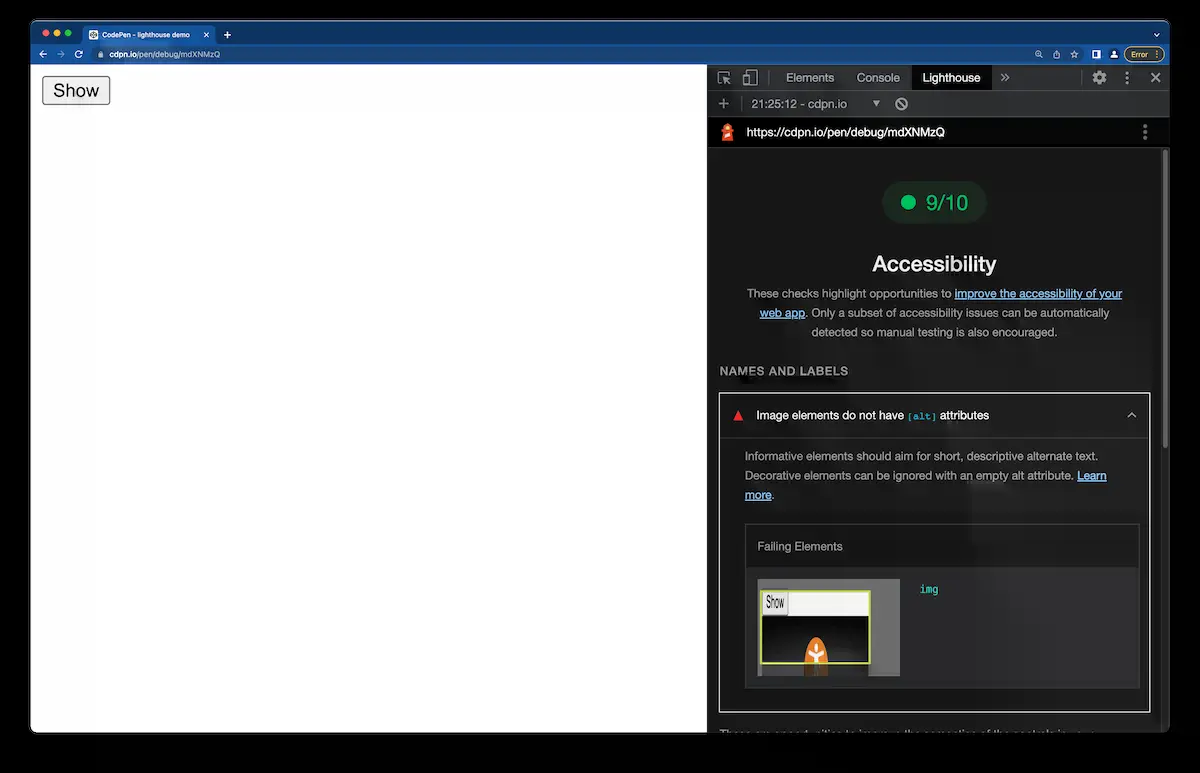 CodePen - lighthouse demo
cdpn.io/pen/debug/mdXNMzQ
Error
Show
Elements
Console
Lighthouse
21:25:12 - cdpn.io
https://cdpn.io/pen/debug/mdXNMzQ
9/10
Accessibility
These checks highlight opportunities to improve the accessibility of your
web app. Only a subset of accessibility issues can be automatically
detected so manual testing is also encouraged.
NAMES AND LABELS
Image elements do not have [alt] attributes
Informative elements should aim for short, descriptive alternate text.
Decorative elements can be ignored with an empty alt attribute. Learn
more.
Failing Elements
Show
img